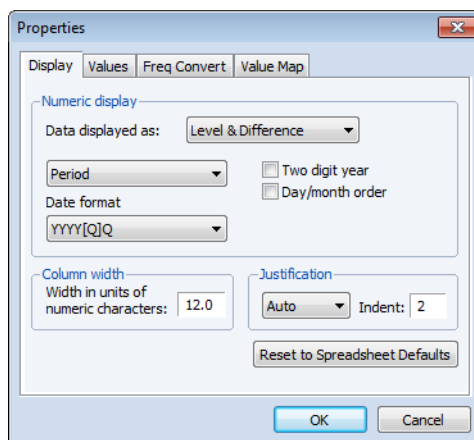 Properties
Display Values Freq Convert Value Map
Numeric display
Data displayed as: Level & Difference
Period
Two digit year
Day/month order
Date format
YYYY[Q]Q
Column width
Width in units of
numeric characters: 12.0
Justification
Auto Indent: 2
Reset to Spreadsheet Defaults
OK Cancel